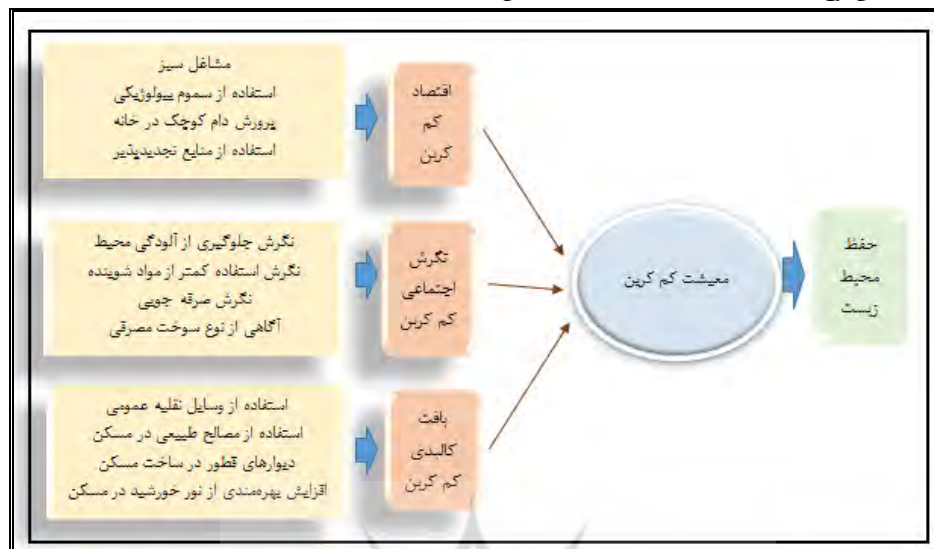 مشاغل سبز
استفاده از سموم بیولوژیکی
پرورش دام کوچک در خانه
استفاده از منابع تجدیدپذیر
اقتصاد
کم
کربن
نگرش جلوگیری از آلودگی محیط
نگرش استفاده کمتر از مواد شوینده
نگرش صرفه جویی
آگاهی از نوع سوخت مصرفی
نگرش
اجتماعی
کم کربن
استفاده از وسایل نقلیه عمومی
استفاده از مصالح طبیعی در مسکن
دیوارهای قطور در ساخت مسکن
افزایش بهره‌مندی از نور خورشید در مسکن
بافت
کالبدی
کم کربن
معیشت کم کربن
حفظ
محیط
زیست